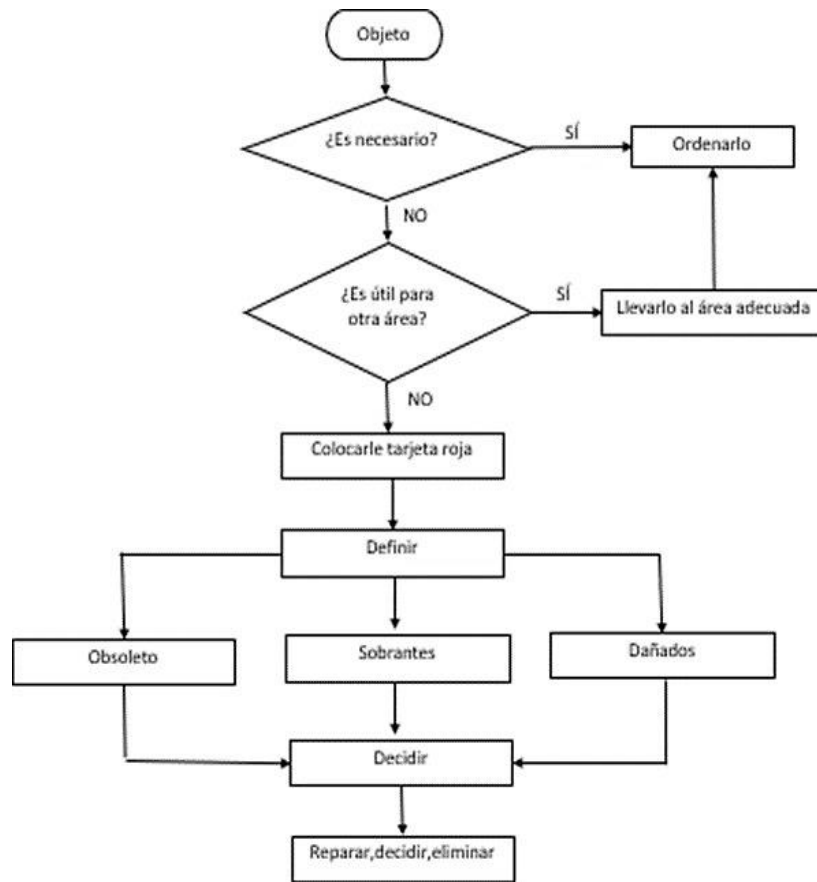 Objeto
¿Es necesario?
SÍ
Ordenarlo
NO
¿Es útil para
otra área?
SÍ
Llevarlo al área adecuada
NO
Colocarle tarjeta roja
Definir
Obsoleto
Sobrantes
Dañados
Decidir
Reparar,decidir,eliminar